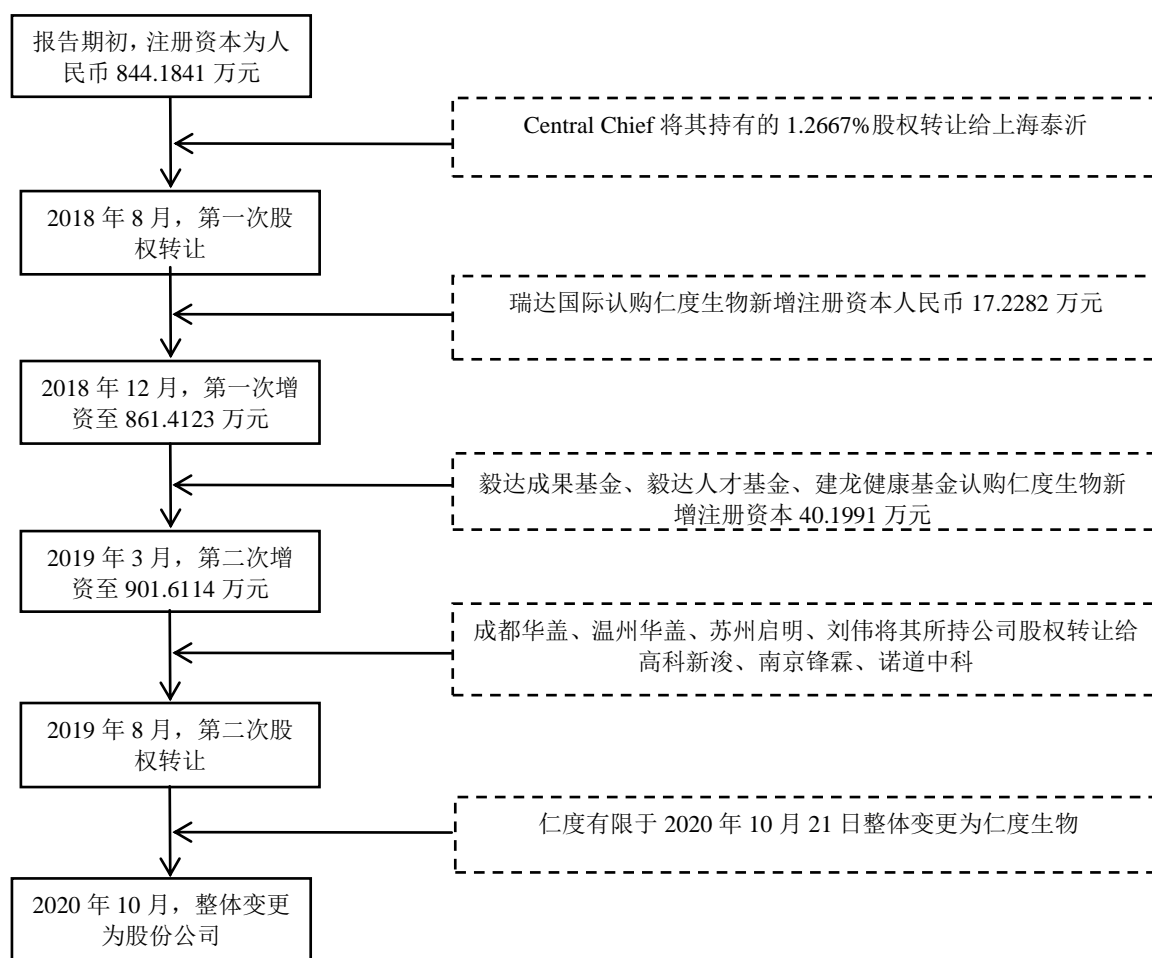 报告期初，注册资本为人
民币 844.1841 万元
Central Chief 将其持有的 1.2667%股权转让给上海泰沂
2018 年 8 月，第一次股
权转让
瑞达国际认购仁度生物新增注册资本人民币 17.2282 万元
2018 年 12 月，第一次增
资至 861.4123 万元
毅达成果基金、毅达人才基金、建龙健康基金认购仁度生物新
增注册资本 40.1991 万元
2019 年 3 月，第二次增
资至 901.6114 万元
成都华盖、温州华盖、苏州启明、刘伟将其所持公司股权转让给
高科新浚、南京锋霖、诺道中科
2019 年 8 月，第二次股
权转让
仁度有限于 2020 年 10 月 21 日整体变更为仁度生物
2020 年 10 月，整体变更
为股份公司